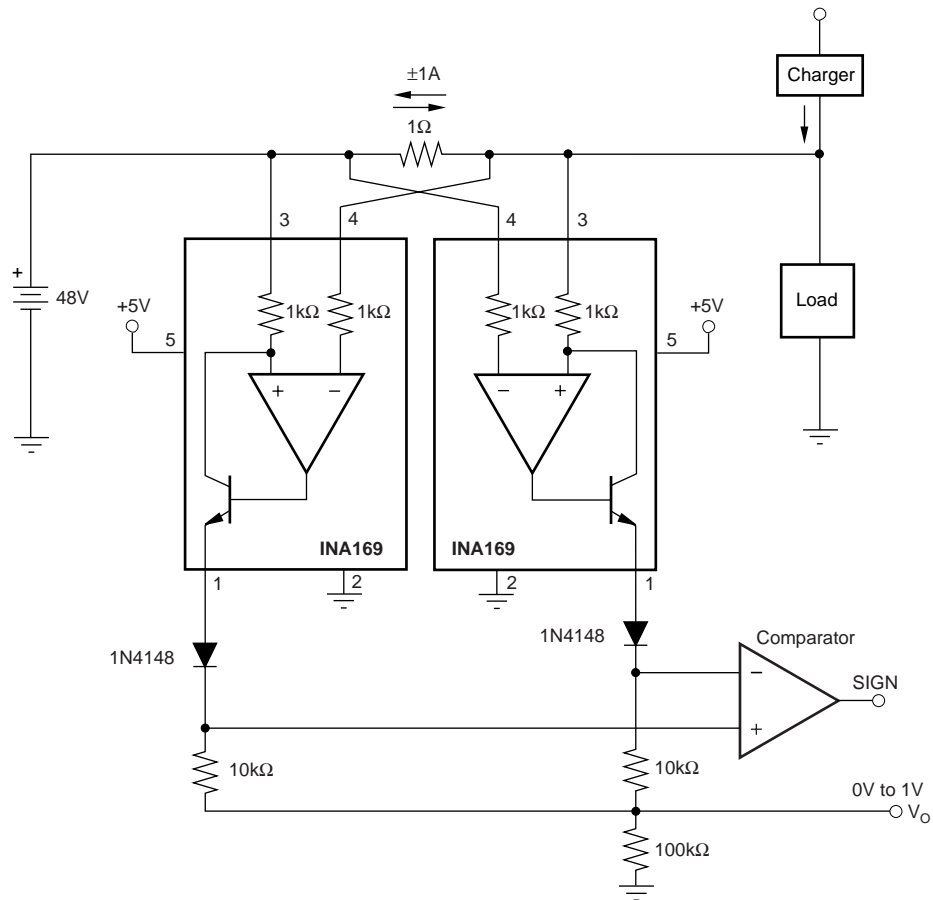 Charger
±1A
1Ω
3
4
4
3
+
48V
+5V
5
1kΩ
1kΩ
1kΩ
1kΩ
+5V
5
Load
+
−
−
+
INA169
INA169
1
2
2
1
1N4148
1N4148
Comparator
−
SIGN
+
10kΩ
10kΩ
0V to 1V
VO
100kΩ